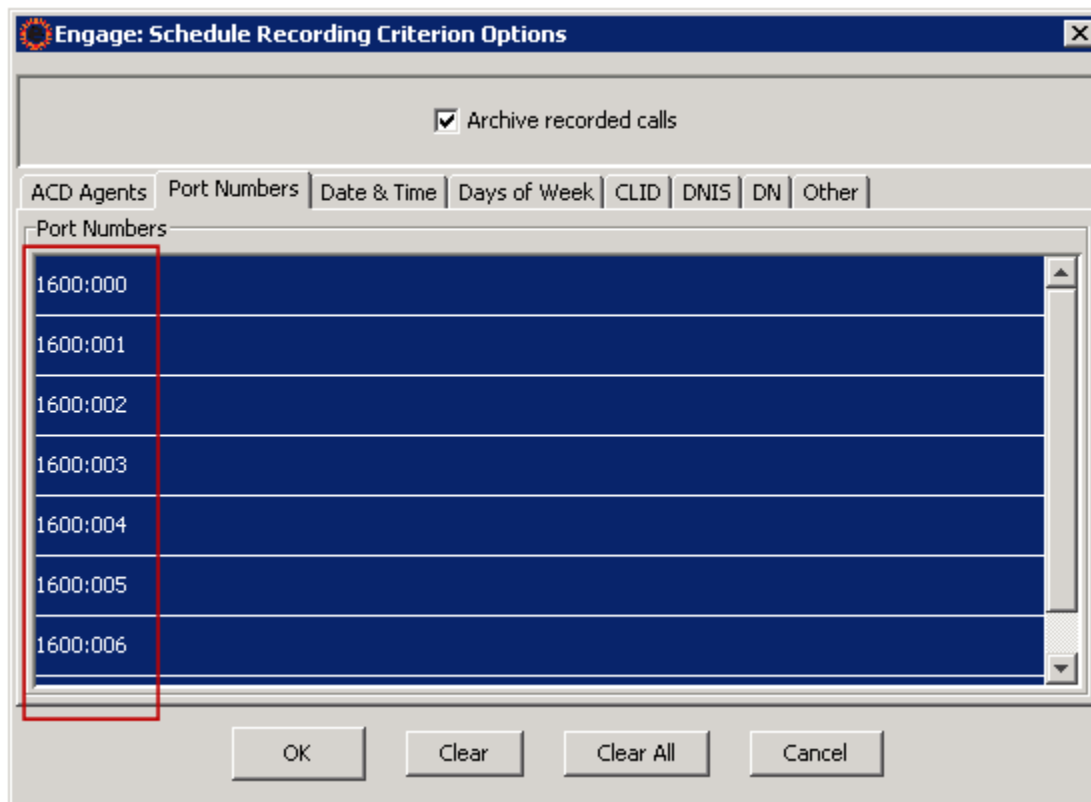 Engage: Schedule Recording Criterion Options
Archive recorded calls
ACD Agents Port Numbers Date & Time Days of Week CLID DNIS DN Other
Port Numbers
1600:000
1600:001
1600:002
1600:003
1600:004
1600:005
1600:006
OK Clear Clear All Cancel